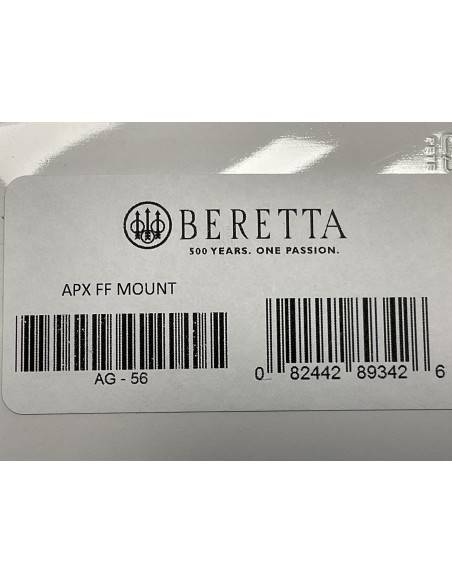 BERETTA
500 YEARS. ONE PASSION.
APX FF MOUNT
AG - 56
0 82442 89342 6